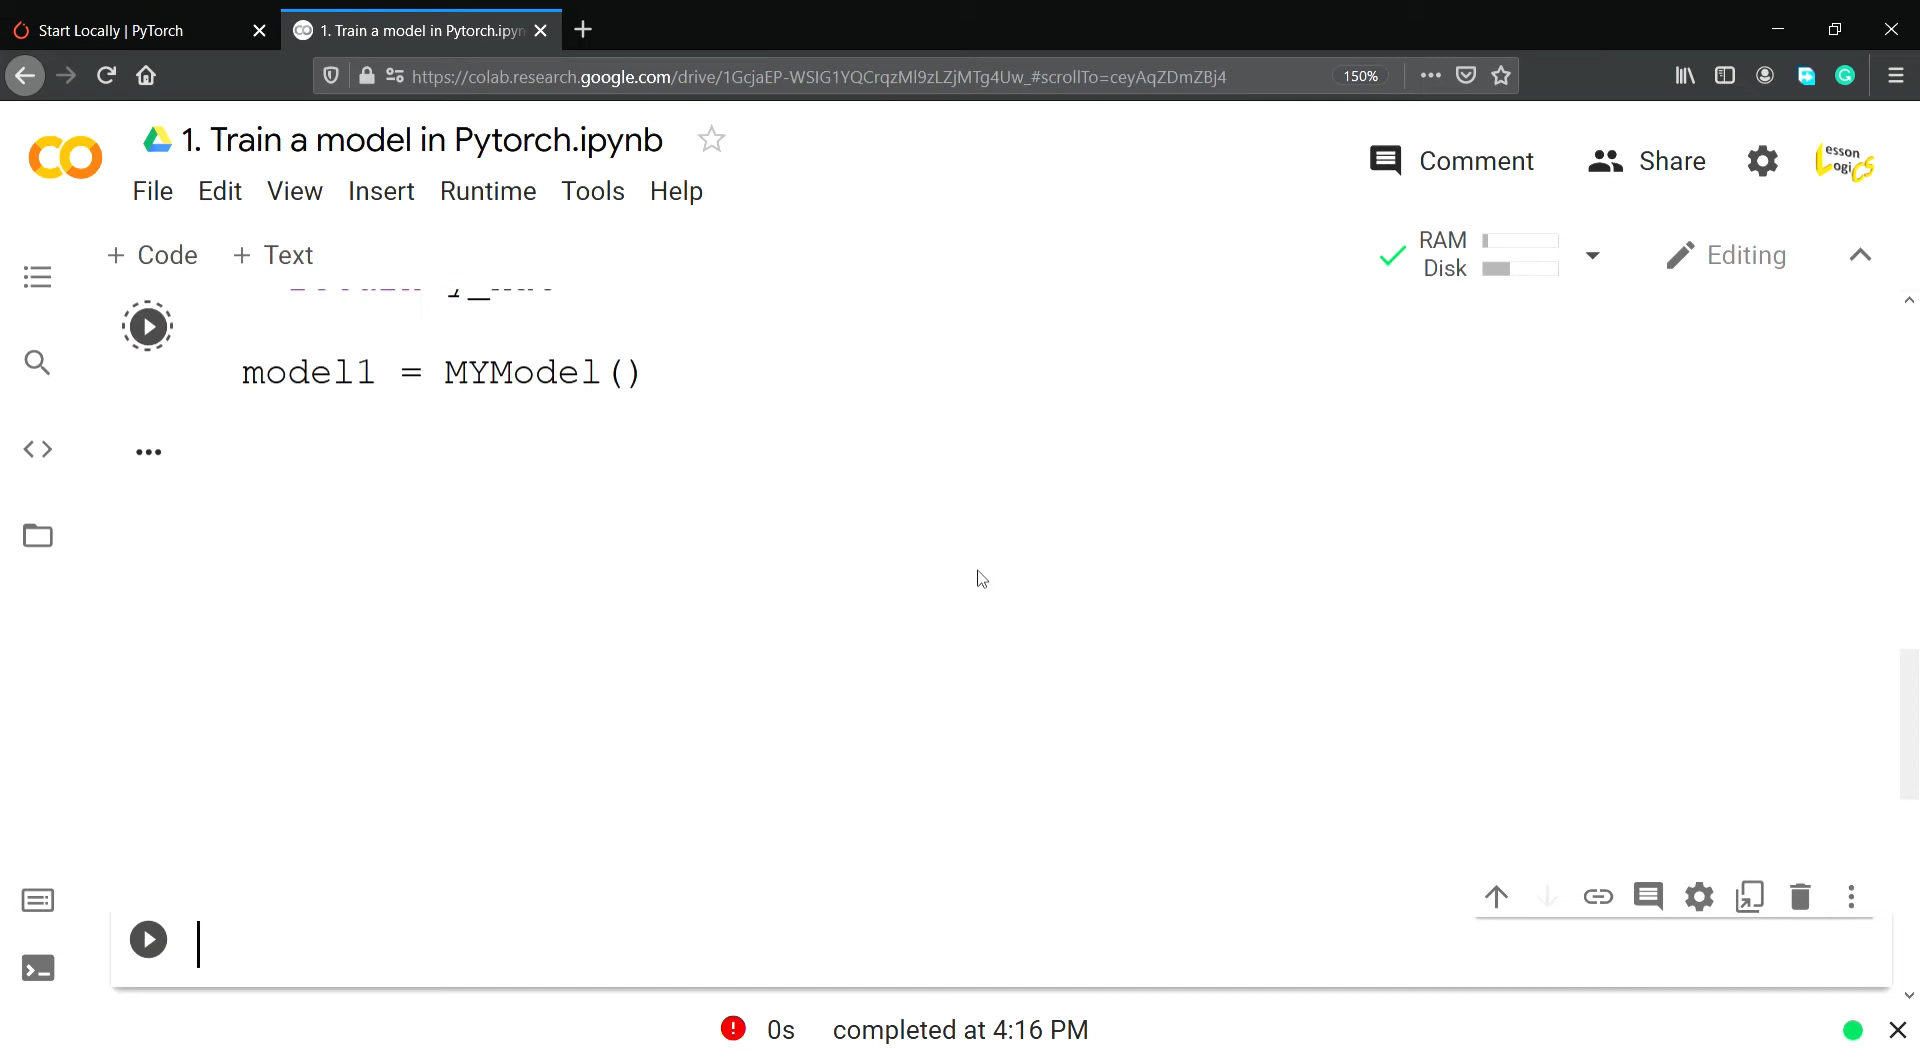 Start Locally | PyTorch
1. Train a model in Pytorch.ipyn
https://colab.research.google.com/drive/1GcjaEP-WSIG1YQCrqzMl9zLZjMTg4Uw_#scrollTo=ceyAqZDmZBj4
150%
1. Train a model in Pytorch.ipynb
Comment
Share
esson
Logics
File Edit View Insert Runtime Tools Help
+ Code + Text
RAM
Disk
Editing
model1 = MYModel()
0s completed at 4:16 PM